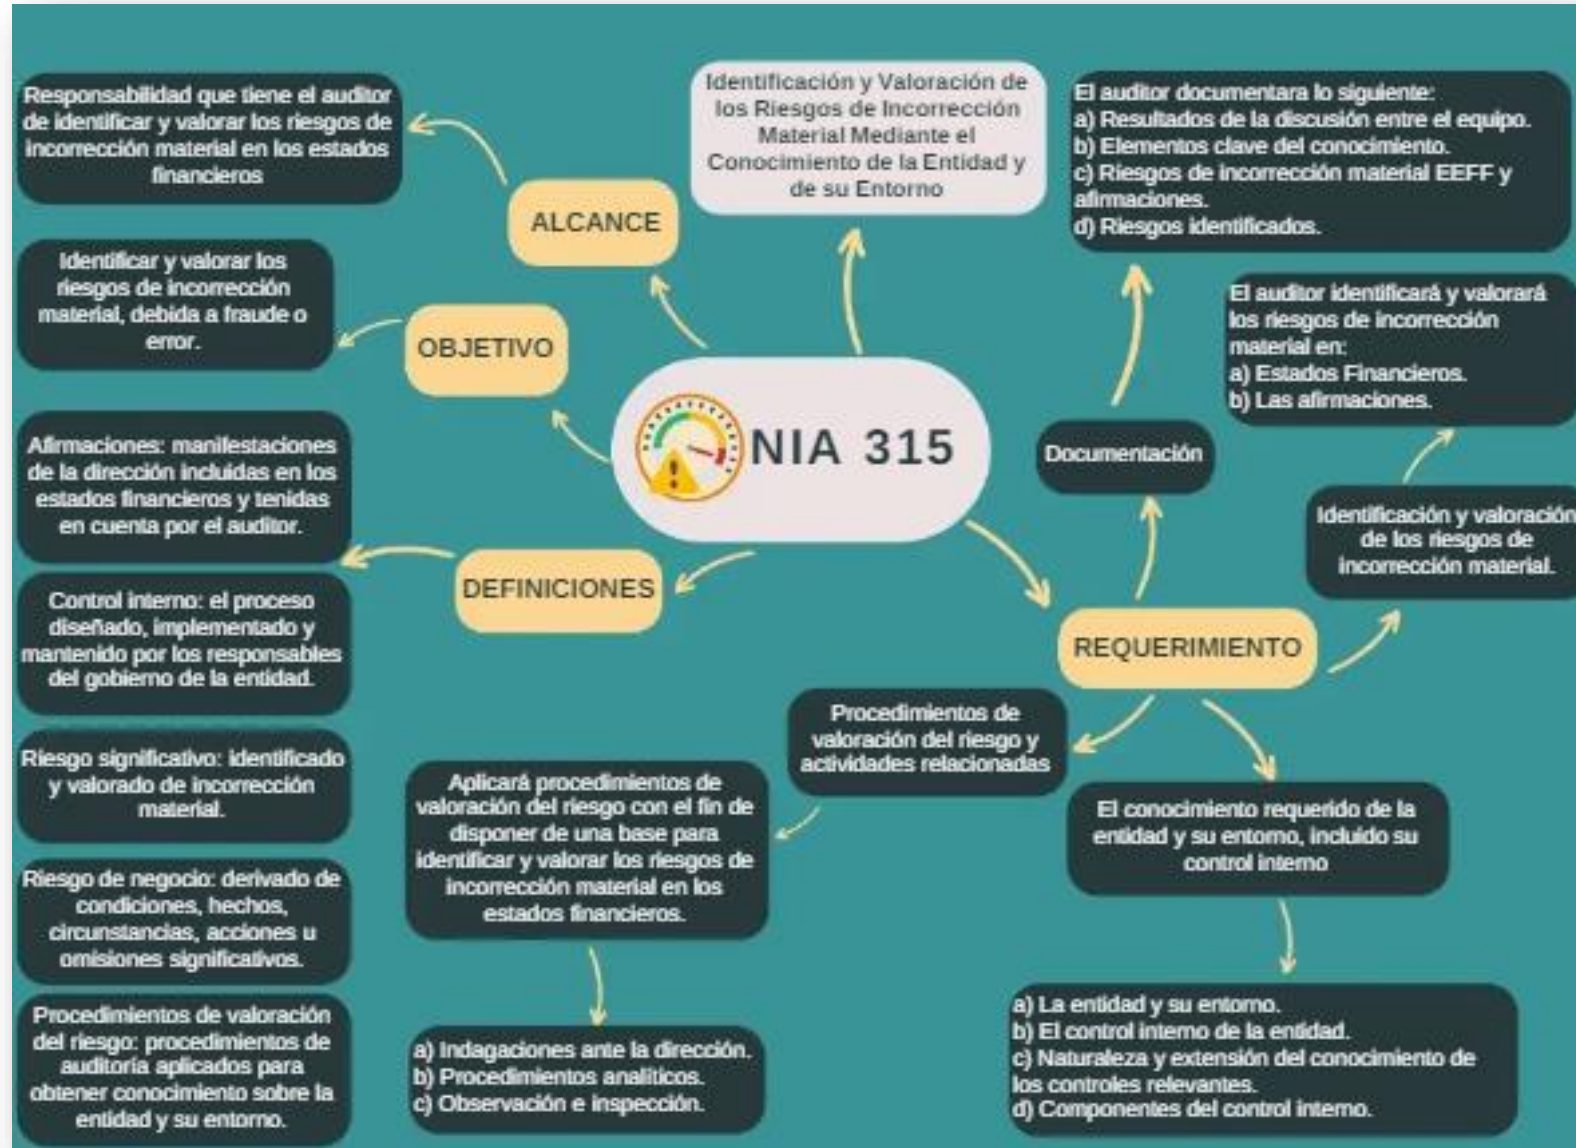 Identificación y Valoración de
los Riesgos de Incorrección
Material Mediante el
Conocimiento de la Entidad y
de su Entorno
NIA 315
ALCANCE
Responsabilidad que tiene el auditor
de identificar y valorar los riesgos de
incorrección material en los estados
financieros
OBJETIVO
Identificar y valorar los
riesgos de incorrección
material, debida a fraude o
error.
DEFINICIONES
Afirmaciones: manifestaciones
de la dirección incluidas en los
estados financieros y tenidas
en cuenta por el auditor.
Control interno: el proceso
diseñado, implementado y
mantenido por los responsables
del gobierno de la entidad.
Riesgo significativo: identificado
y valorado de incorrección
material.
Riesgo de negocio: derivado de
condiciones, hechos,
circunstancias, acciones u
omisiones significativos.
Procedimientos de valoración
del riesgo: procedimientos de
auditoría aplicados para
obtener conocimiento sobre la
entidad y su entorno.
REQUERIMIENTO
Documentación
El auditor documentara lo siguiente:
a) Resultados de la discusión entre el equipo.
b) Elementos clave del conocimiento.
c) Riesgos de incorrección material EEFF y
afirmaciones.
d) Riesgos identificados.
Identificación y valoración
de los riesgos de
incorrección material.
El auditor identificará y valorará
los riesgos de incorrección
material en:
a) Estados Financieros.
b) Las afirmaciones.
Procedimientos de
valoración del riesgo y
actividades relacionadas
Aplicará procedimientos de
valoración del riesgo con el fin de
disponer de una base para
identificar y valorar los riesgos de
incorrección material en los
estados financieros.
a) Indagaciones ante la dirección.
b) Procedimientos analíticos.
c) Observación e inspección.
El conocimiento requerido de la
entidad y su entorno, incluido su
control interno
a) La entidad y su entorno.
b) El control interno de la entidad.
c) Naturaleza y extensión del conocimiento de
los controles relevantes.
d) Componentes del control interno.